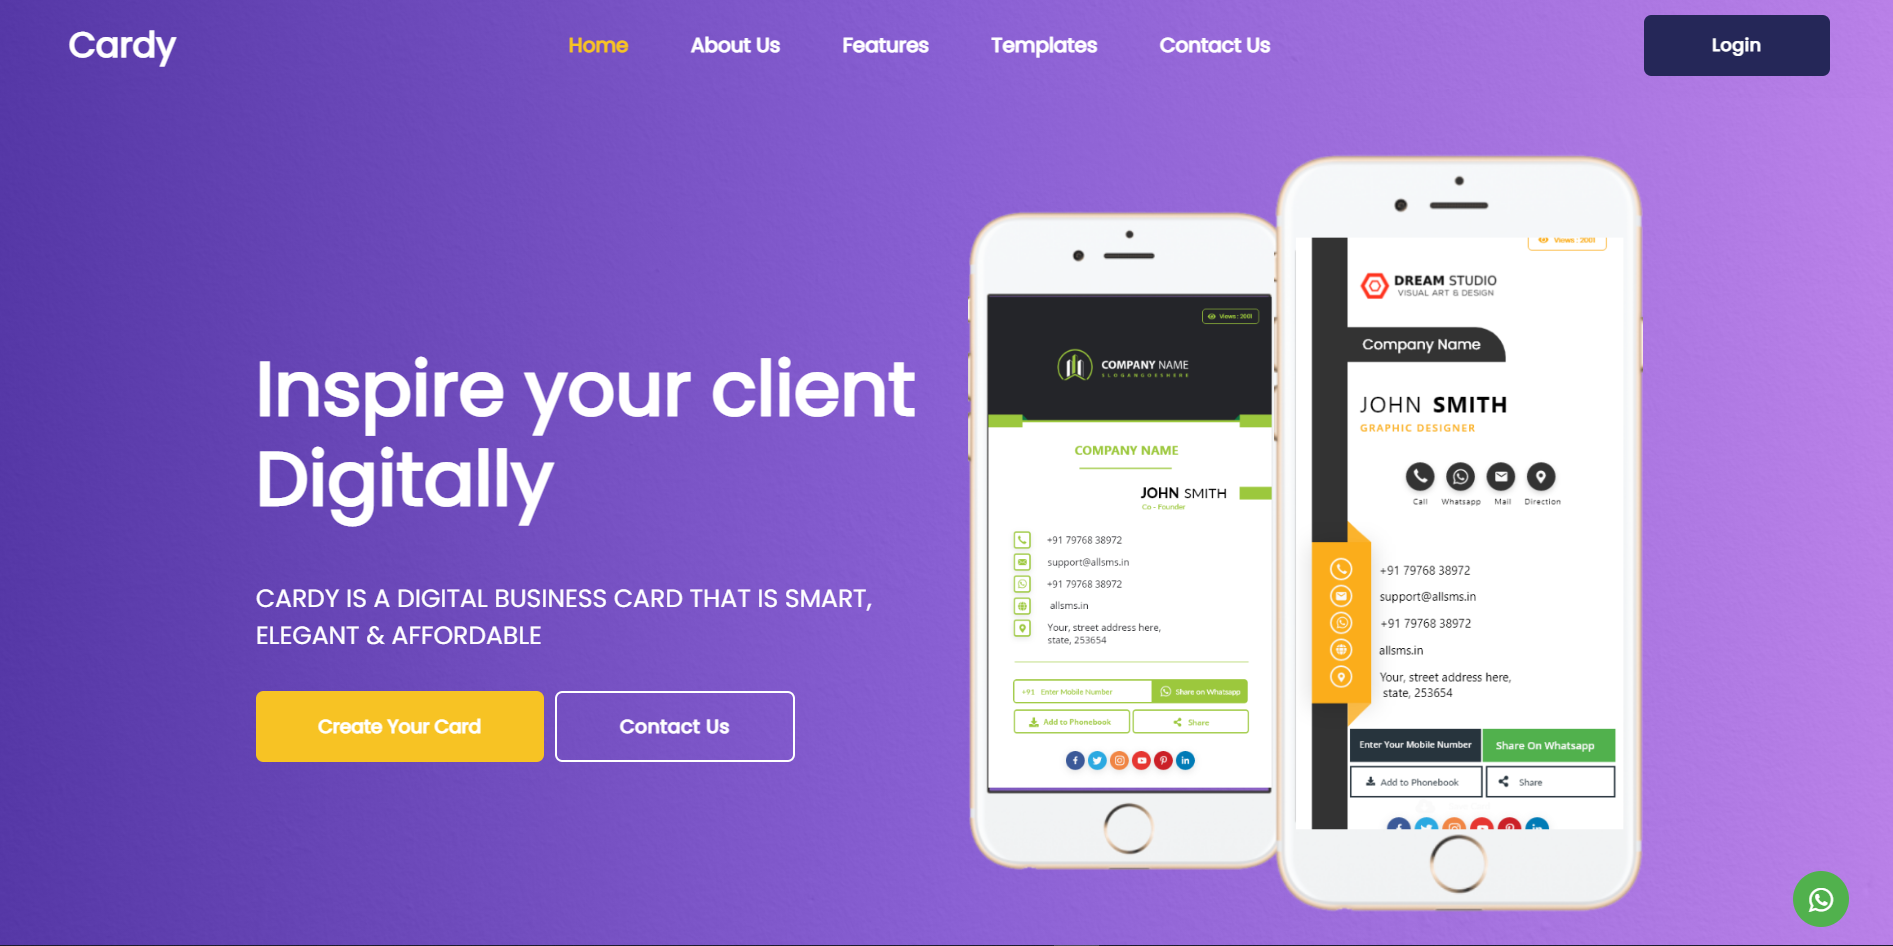 Cardy
Home
About Us
Features
Templates
Contact Us
Login
Inspire your client
Digitally
CARDY IS A DIGITAL BUSINESS CARD THAT IS SMART,
ELEGANT & AFFORDABLE
Create Your Card
Contact Us
Views : 2001
COMPANY NAME
SLOGANGOESHERE
COMPANY NAME
JOHN SMITH
Co - Founder
+91 79768 38972
support@allsms.in
+91 79768 38972
allsms.in
Your, street address here,
state, 253654
+91 Enter Mobile Number
Share on Whatsapp
Add to Phonebook
Share
Views : 2001
DREAM STUDIO
VISUAL ART & DESIGN
Company Name
JOHN SMITH
GRAPHIC DESIGNER
Call
Whatsapp
Mail
Direction
+91 79768 38972
support@allsms.in
+91 79768 38972
allsms.in
Your, street address here,
state, 253654
Enter Your Mobile Number
Share On Whatsapp
Add to Phonebook
Share